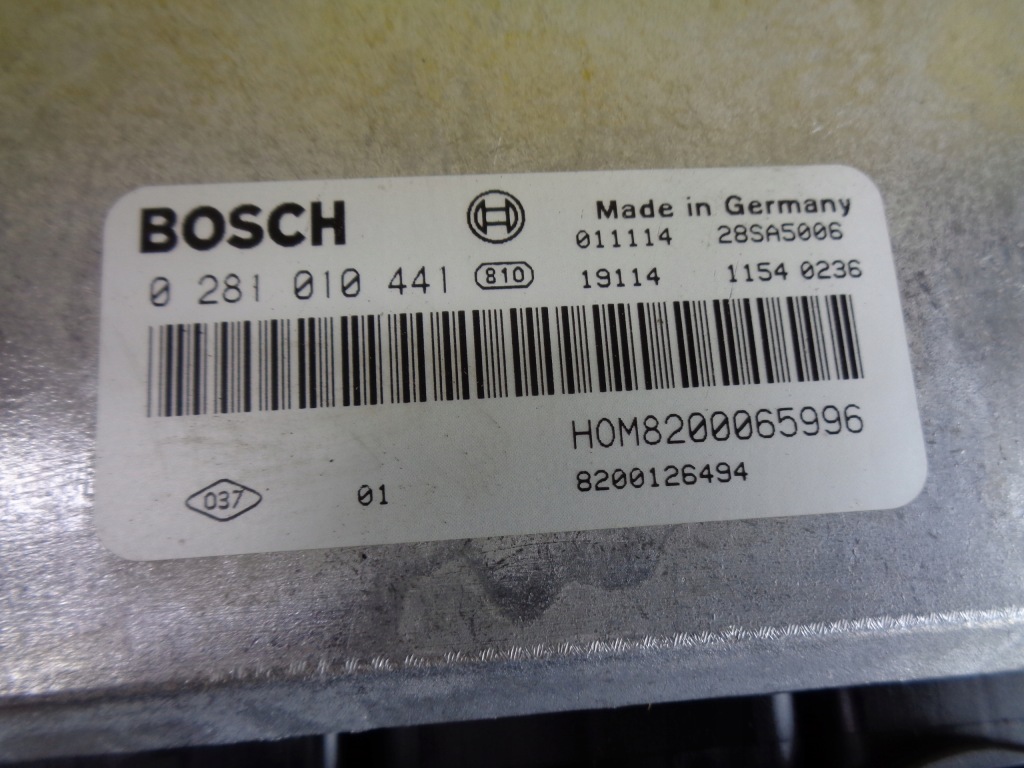 BOSCH Made in Germany
011114 28SA5006
0 281 010 441 810 19114 1154 0236
HOM8200065996
037 01 8200126494